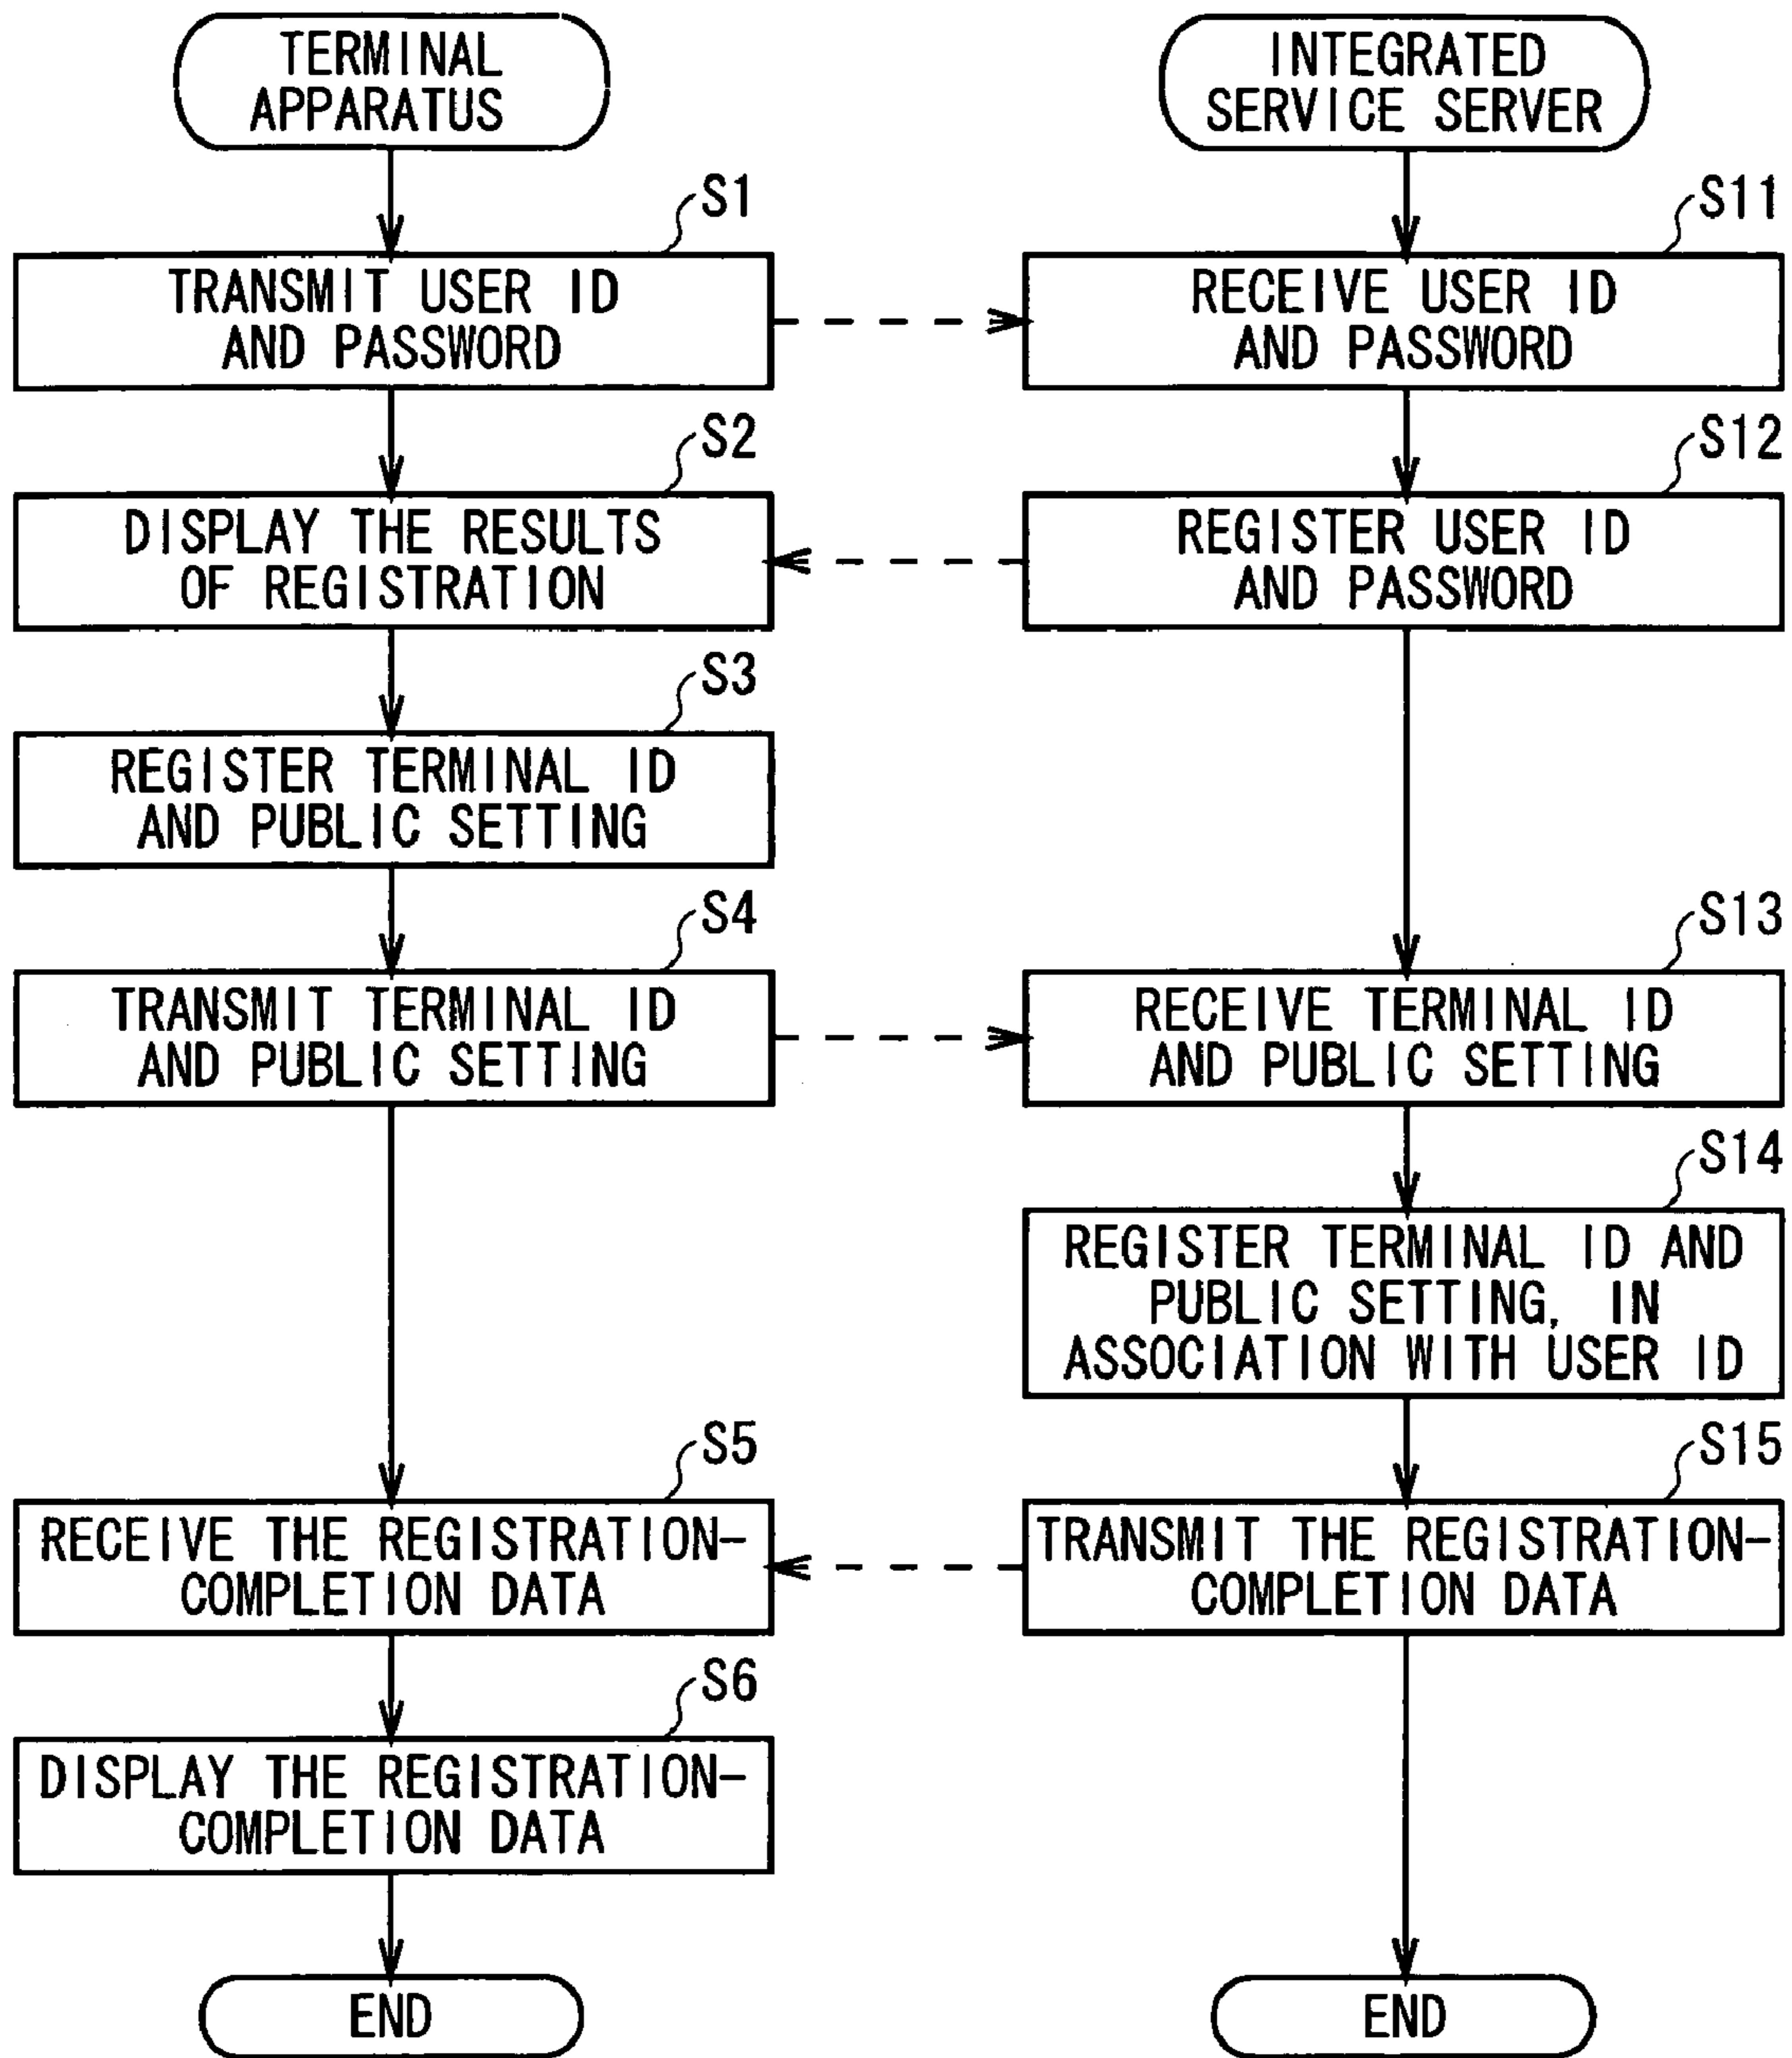 TERMINAL
APPARATUS
S1
TRANSMIT USER ID
AND PASSWORD
S2
DISPLAY THE RESULTS
OF REGISTRATION
S3
REGISTER TERMINAL ID
AND PUBLIC SETTING
S4
TRANSMIT TERMINAL ID
AND PUBLIC SETTING
S5
RECEIVE THE REGISTRATION-
COMPLETION DATA
S6
DISPLAY THE REGISTRATION-
COMPLETION DATA
END
INTEGRATED
SERVICE SERVER
S11
RECEIVE USER ID
AND PASSWORD
S12
REGISTER USER ID
AND PASSWORD
S13
RECEIVE TERMINAL ID
AND PUBLIC SETTING
S14
REGISTER TERMINAL ID AND
PUBLIC SETTING, IN
ASSOCIATION WITH USER ID
S15
TRANSMIT THE REGISTRATION-
COMPLETION DATA
END